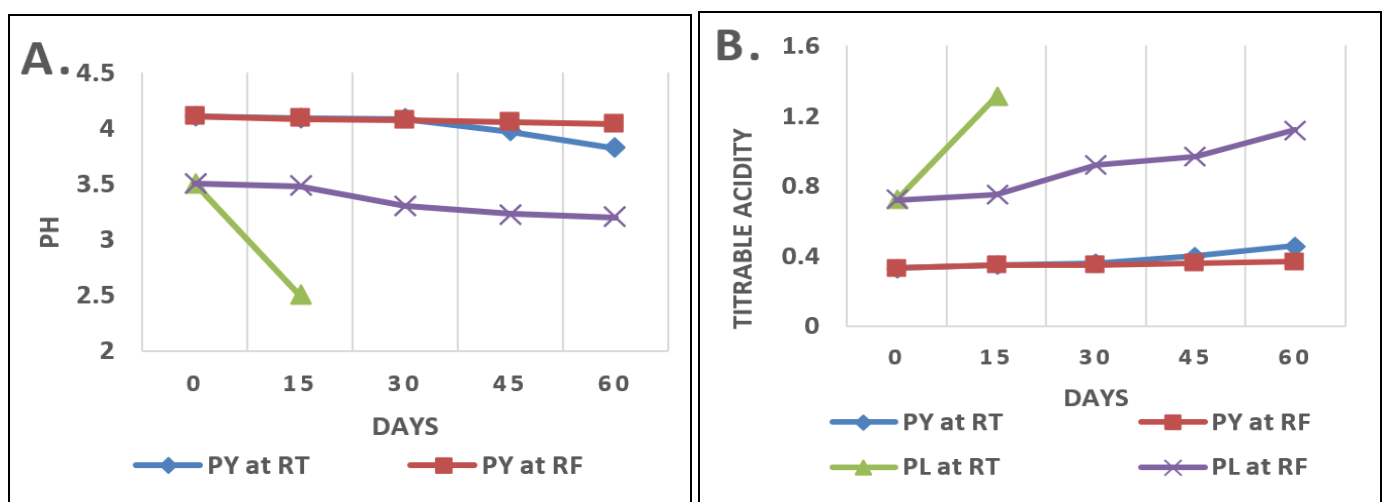 A.
4.5
4
3.5
3
2.5
2
PH
0 15 30 45 60
DAYS
PY at RT PY at RF
B.
1.6
1.2
0.8
0.4
0
TITRABLE ACIDITY
0 15 30 45 60
DAYS
PY at RT PY at RF
PL at RT PL at RF